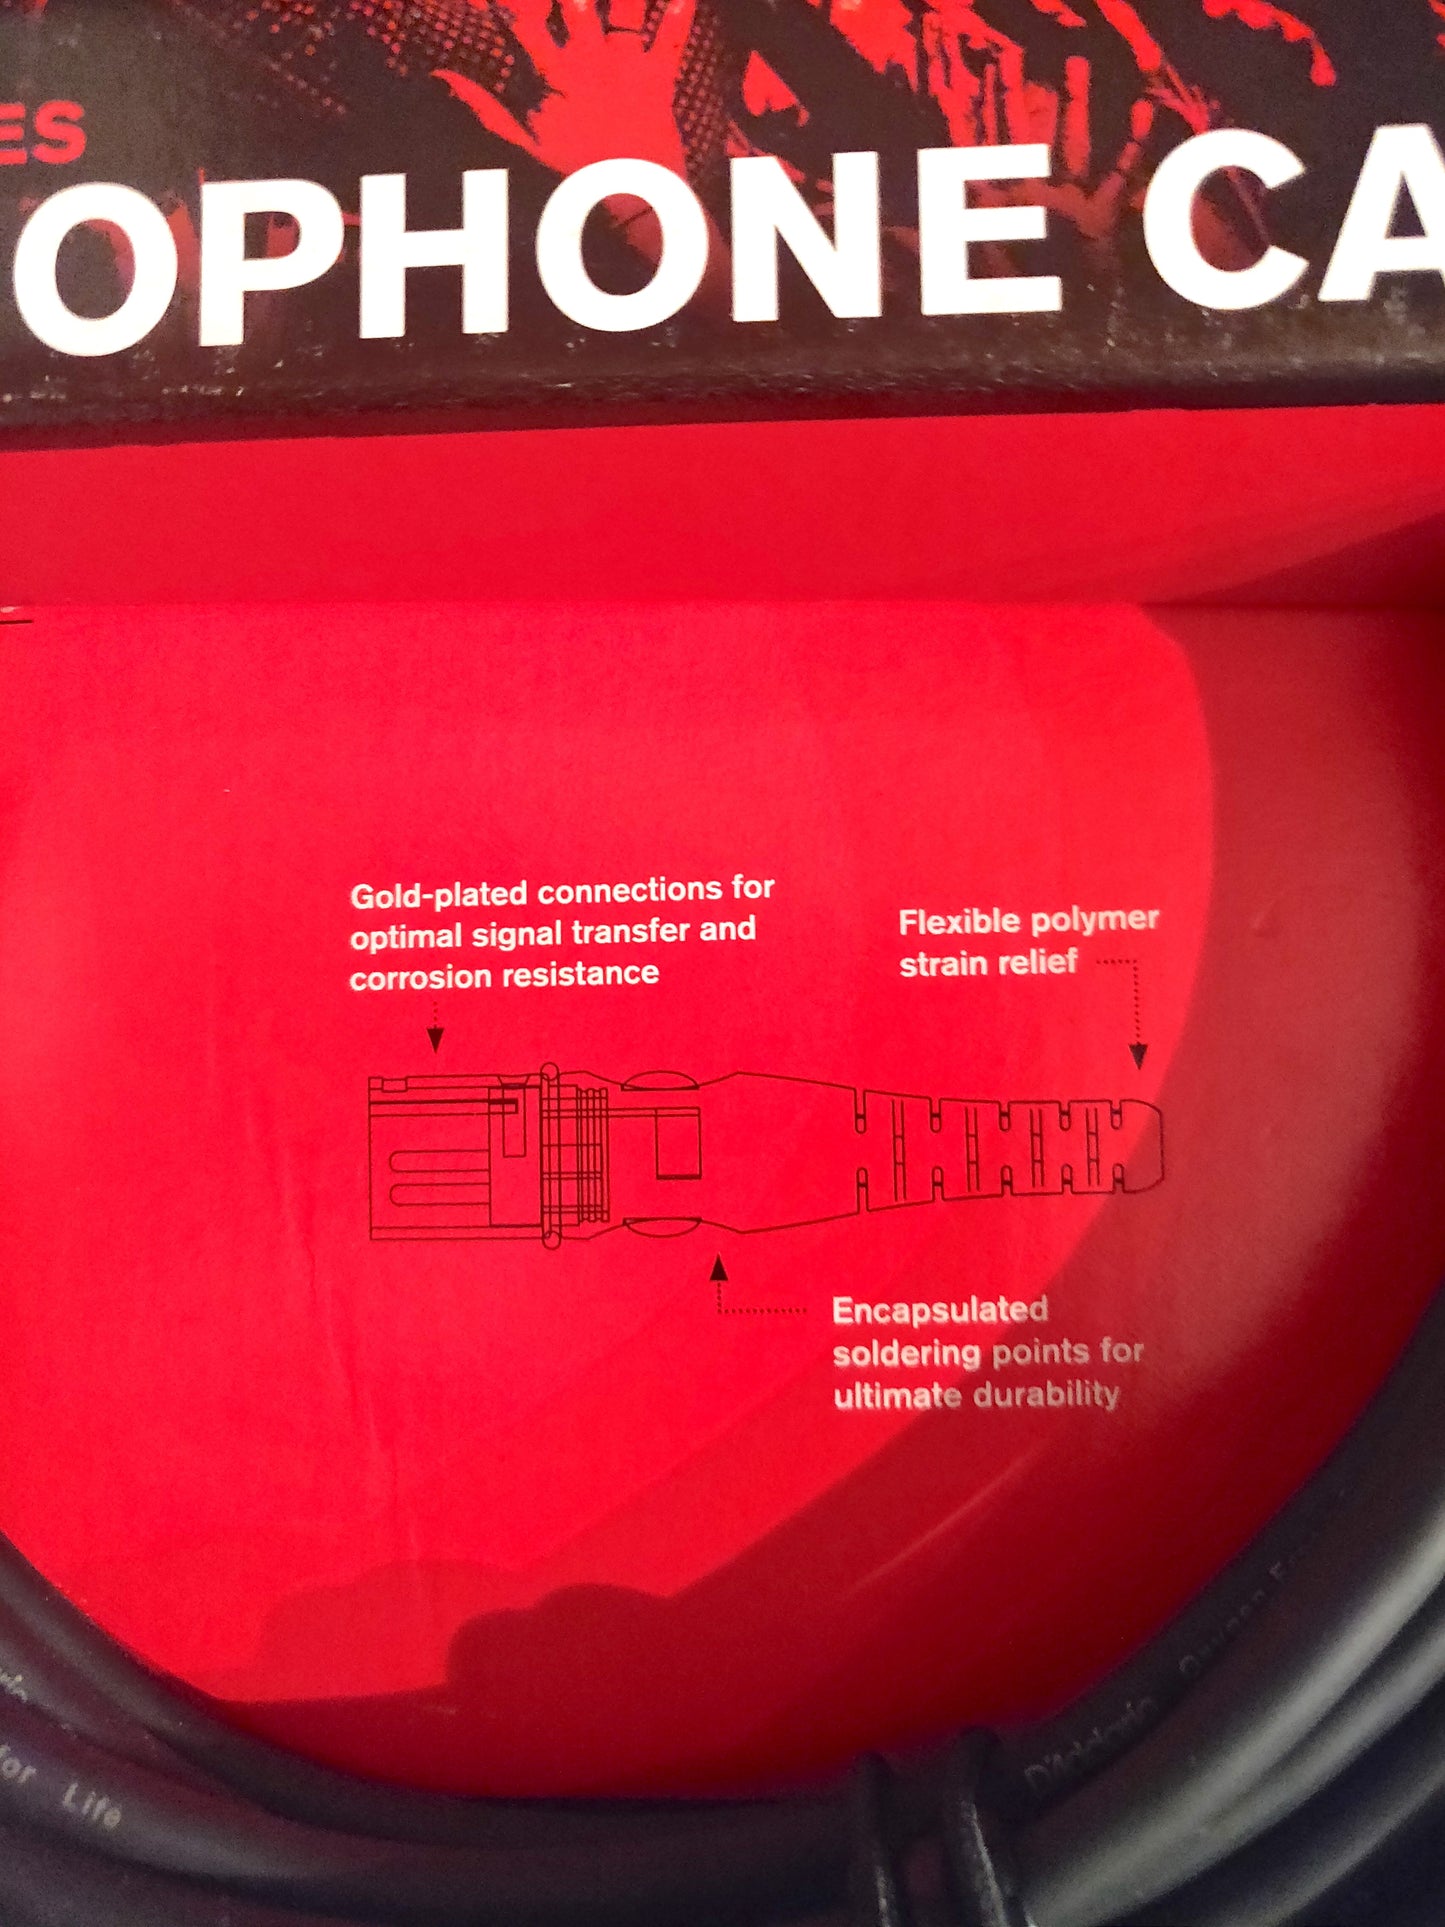 ES
OPHONE CA
Gold-plated connections for
optimal signal transfer and
corrosion resistance
Flexible polymer
strain relief
Encapsulated
soldering points for
ultimate durability
for Life